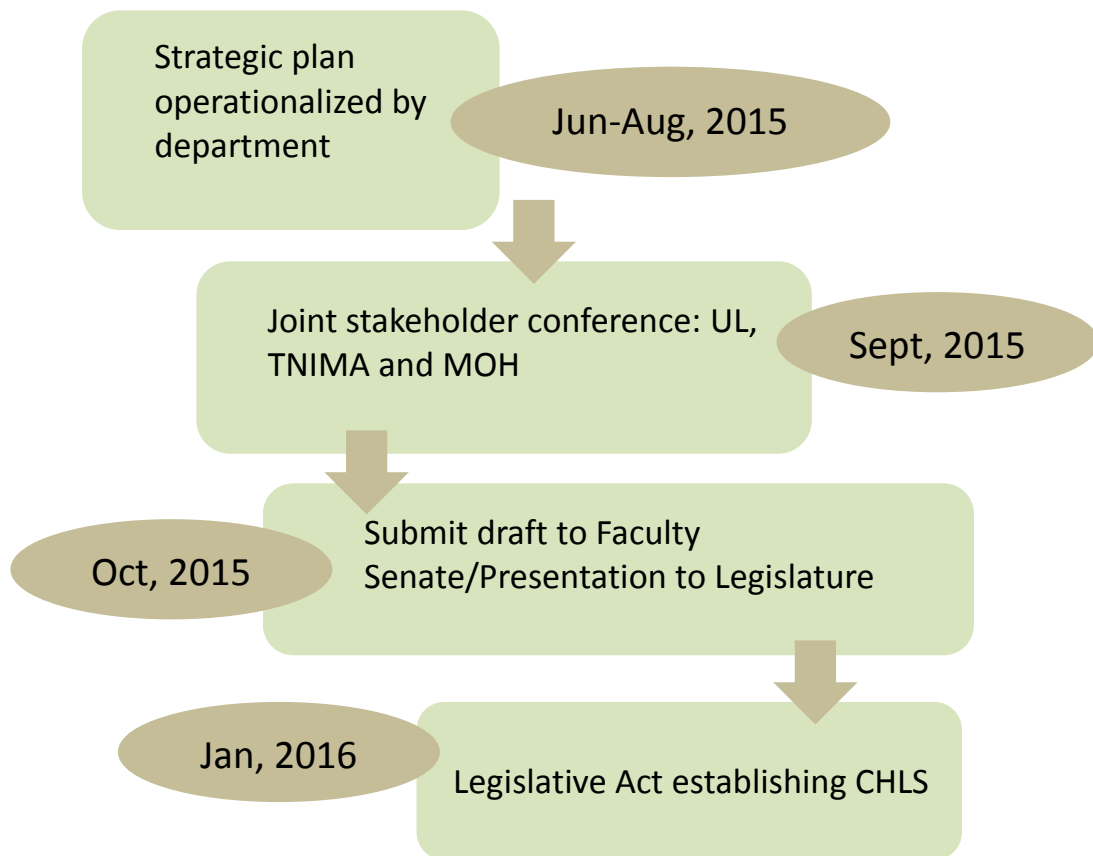 Strategic plan
operationalized by
department
Jun-Aug, 2015
Joint stakeholder conference: UL,
TNIMA and MOH
Sept, 2015
Submit draft to Faculty
Senate/Presentation to Legislature
Oct, 2015
Legislative Act establishing CHLS
Jan, 2016